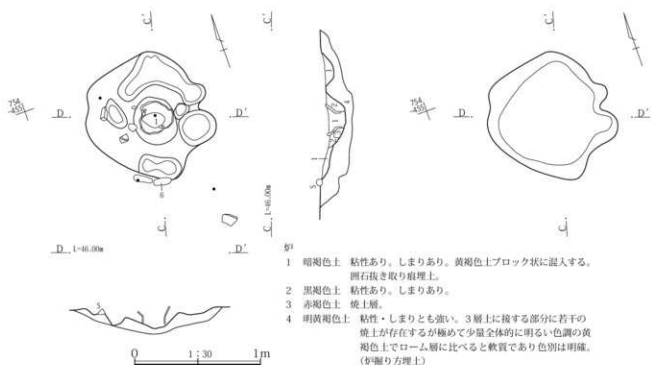 C′
C′
C′
754
-455
D
D′
1
6
C
L=46.00m
C
S
754
-455
D
D′
C
D L=46.00m D′
S
0 1:30 1m
炉
1 暗褐色土 粘性あり。しまりあり。黄褐色土ブロック状に混入する。
囲石抜き取り痕埋土。
2 黒褐色土 粘性あり。しまりあり。
3 赤褐色土 焼土層。
4 明黄褐色土 粘性・しまりとも強い。3層上に接する部分に若干の
焼土が存在するが極めて少量全体的に明るい色調の黄
褐色土でローム層に比べると軟質であり色別は明確。
(炉掘り方埋土)